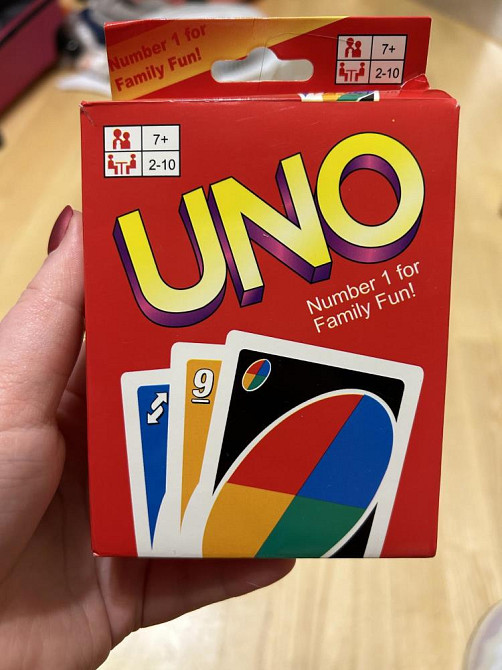 Number 1 for
Family Fun!
7+
2-10
7+
2-10
UNO
Number 1 for
Family Fun!
9